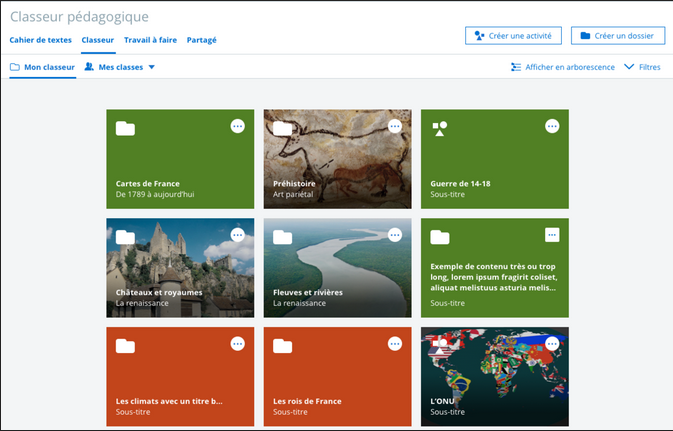 Classeur pédagogique
Cahier de textes
Classeur
Travail à faire
Partagé
Créer une activité
Créer un dossier
Mon classeur
Mes classes
Afficher en arborescence
Filtres
Cartes de France
De 1789 à aujourd'hui
Préhistoire
Art pariétal
Guerre de 14-18
Sous-titre
Châteaux et royaumes
La renaissance
Fleuves et rivières
La renaissance
Exemple de contenu très ou trop
long, lorem ipsum fragirit coliset,
aliquat melistuus asturia melis...
Sous-titre
Les climats avec un titre b...
Sous-titre
Les rois de France
Sous-titre
L'ONU
Sous-titre